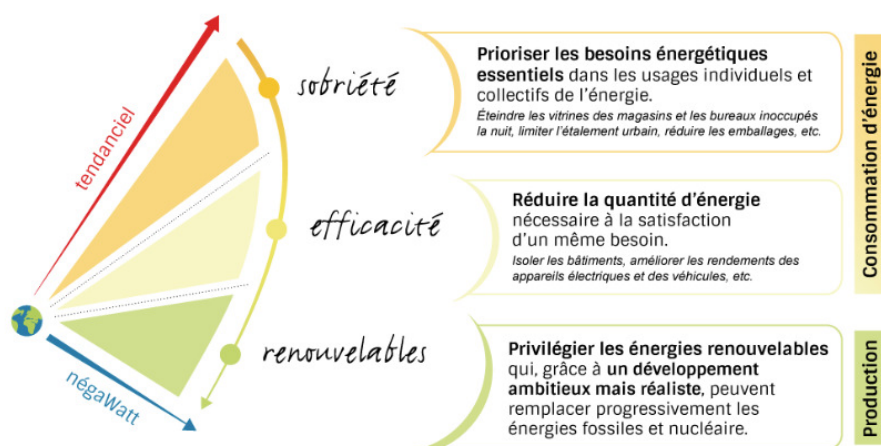 tendanciel
négaWatt
sobriété
Prioriser les besoins énergétiques
essentiels dans les usages individuels et
collectifs de l'énergie.
Éteindre les vitrines des magasins et les bureaux inoccupés
la nuit, limiter l'étalement urbain, réduire les emballages, etc.
efficacité
Réduire la quantité d'énergie
nécessaire à la satisfaction
d'un même besoin.
Isoler les bâtiments, améliorer les rendements des
appareils électriques et des véhicules, etc.
Consommation d'énergie
renouvelables
Privilégier les énergies renouvelables
qui, grâce à un développement
ambitieux mais réaliste, peuvent
remplacer progressivement les
énergies fossiles et nucléaire.
Production